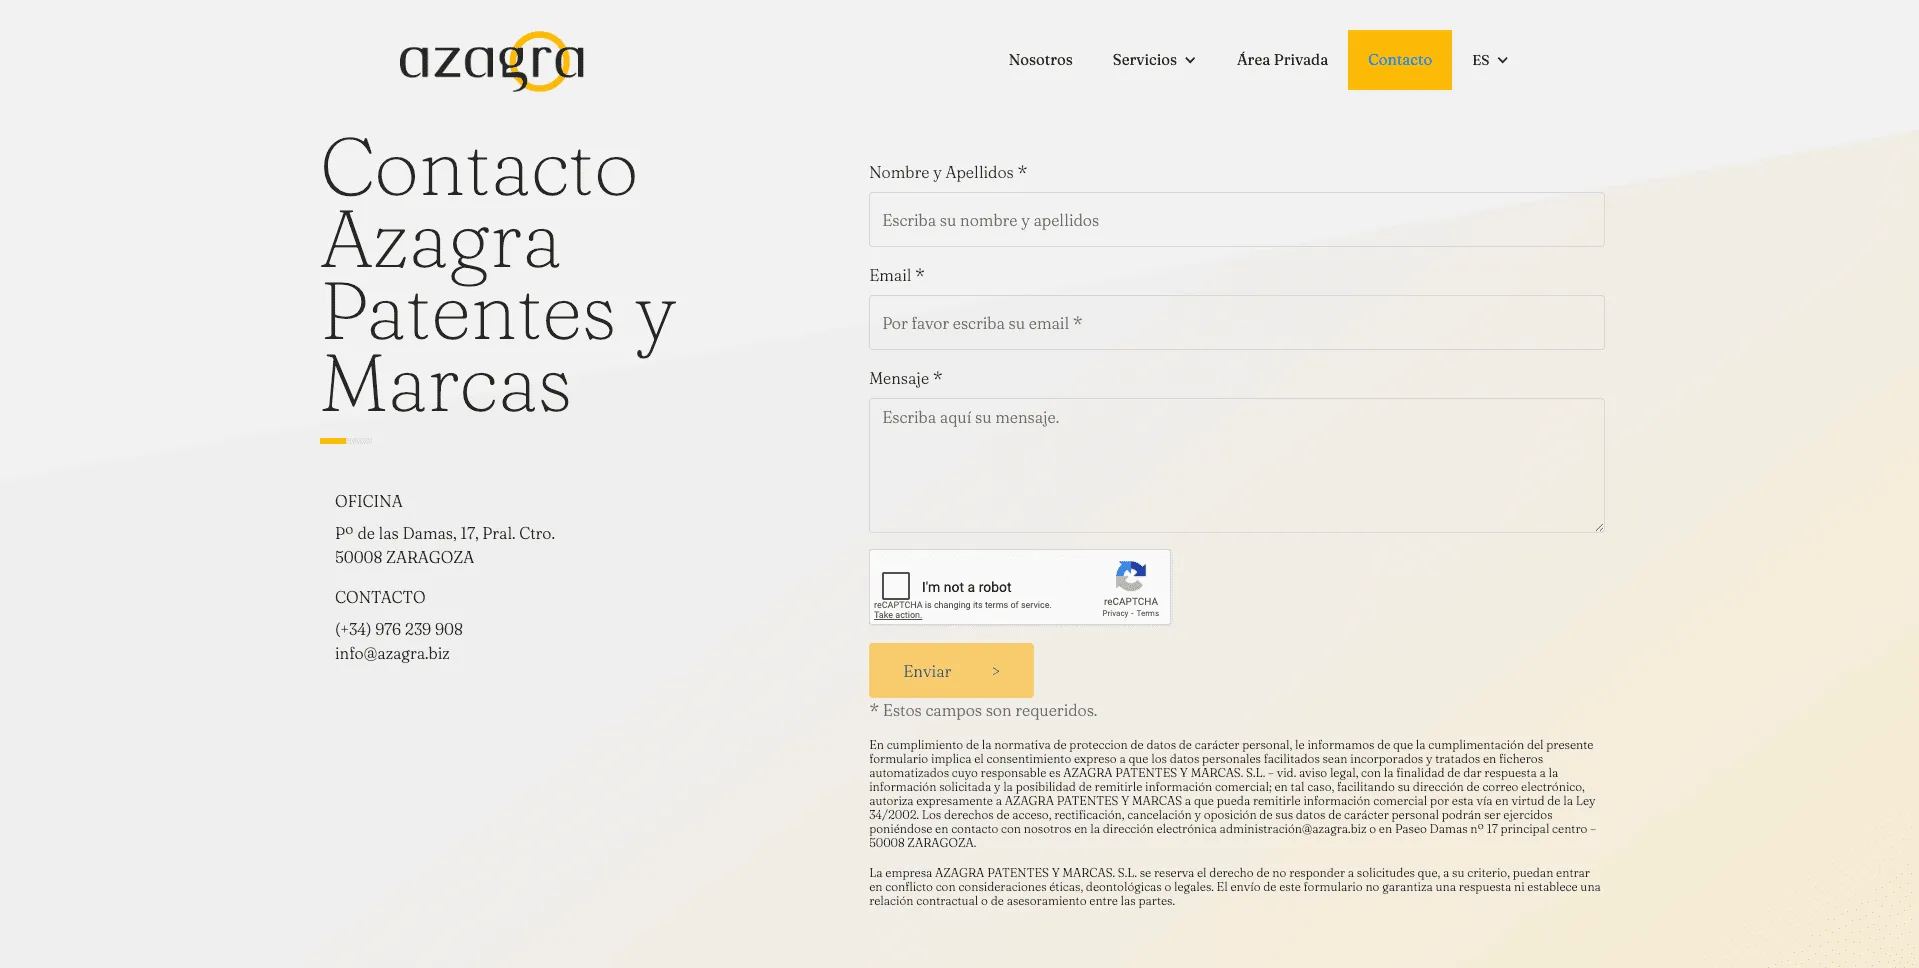 azagra
Nosotros
Servicios
Área Privada
Contacto
ES
Contacto
Azagra
Patentes y
Marcas
OFICINA
Pº de las Damas, 17, Pral. Ctro.
50008 ZARAGOZA
CONTACTO
(+34) 976 239 908
info@azagra.biz
Nombre y Apellidos *
Escriba su nombre y apellidos
Email *
Por favor escriba su email *
Mensaje *
Escriba aquí su mensaje.
I'm not a robot
reCAPTCHA is changing its terms of service.
Take action.
reCAPTCHA
Privacy - Terms
Enviar >
* Estos campos son requeridos.
En cumplimiento de la normativa de proteccion de datos de carácter personal, le informamos de que la cumplimentación del presente
formulario implica el consentimiento expreso a que los datos personales facilitados sean incorporados y tratados en ficheros
automatizados cuyo responsable es AZAGRA PATENTES Y MARCAS. S.L. – vid. aviso legal, con la finalidad de dar respuesta a la
información solicitada y la posibilidad de remitirle información comercial; en tal caso, facilitando su dirección de correo electrónico,
autoriza expresamente a AZAGRA PATENTES Y MARCAS a que pueda remitirle información comercial por esta vía en virtud de la Ley
34/2002. Los derechos de acceso, rectificación, cancelación y oposición de sus datos de carácter personal podrán ser ejercidos
poniéndose en contacto con nosotros en la dirección electrónica administración@azagra.biz o en Paseo Damas nº 17 principal centro –
50008 ZARAGOZA.
La empresa AZAGRA PATENTES Y MARCAS. S.L. se reserva el derecho de no responder a solicitudes que, a su criterio, puedan entrar
en conflicto con consideraciones éticas, deontológicas o legales. El envío de este formulario no garantiza una respuesta ni establece una
relación contractual o de asesoramiento entre las partes.